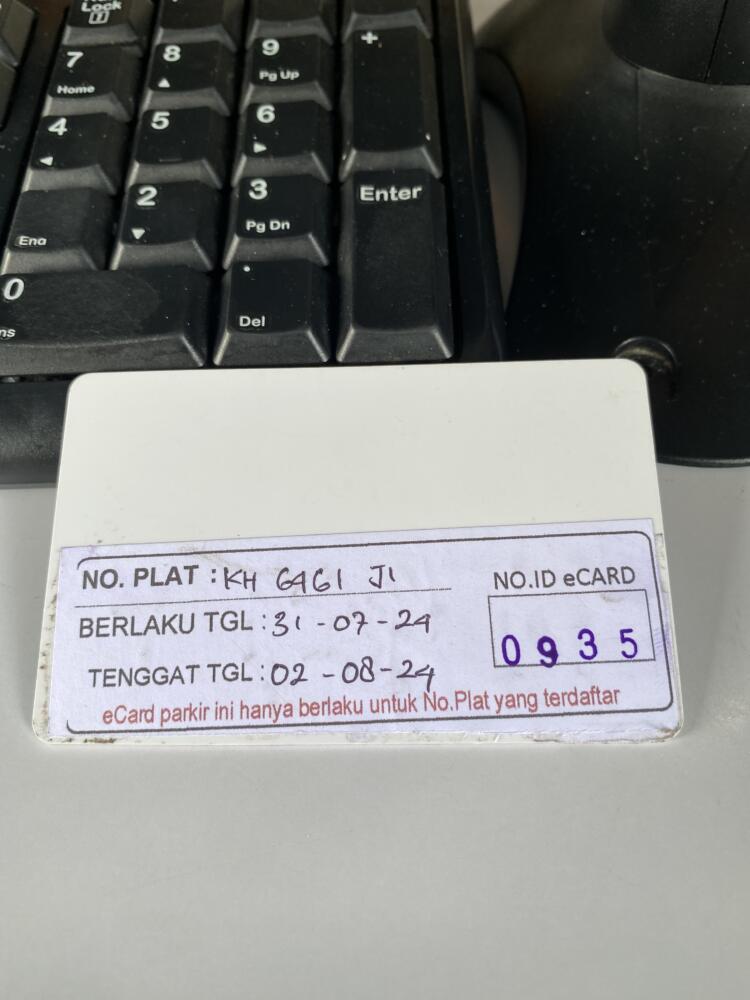 Lock
7 8 9 +
Home Pg Up
4 5 6
2 3 Enter
End Pg Dn
0 .
Del
NO. PLAT : KH 6461 JI
NO.ID eCARD
BERLAKU TGL : 31 - 07 - 24
0935
TENGGAT TGL : 02 - 08 - 24
eCard parkir ini hanya berlaku untuk No.Plat yang terdaftar